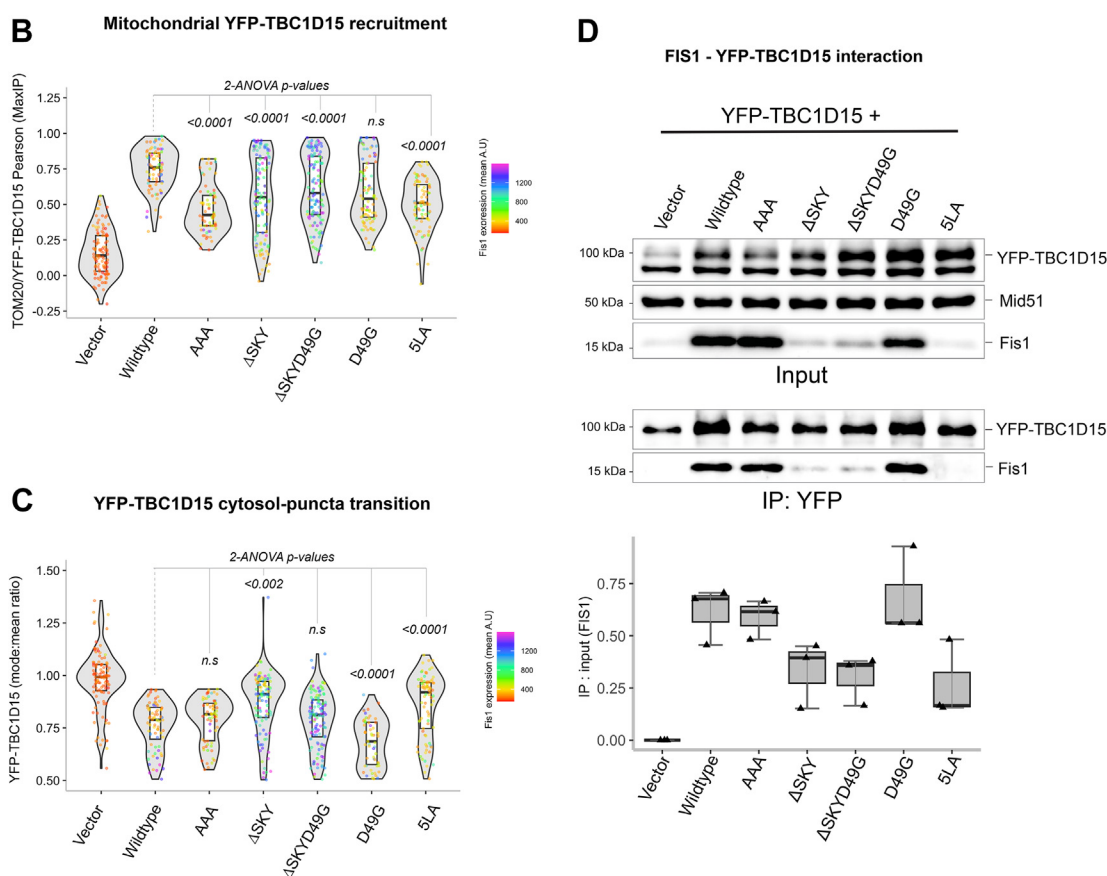 B
Mitochondrial YFP-TBC1D15 recruitment
2-ANOVA p-values
<0.0001
<0.0001
<0.0001
n.s
<0.0001
TOM20/YFP-TBC1D15 Pearson (MaxIP)
1.25
1.00
0.75
0.50
0.25
0.00
-0.25
Vector
Wildtype
AAA
ΔSKY
ΔSKYD49G
D49G
5LA
Fis1 expression (mean A.U)
1200
800
400
C
YFP-TBC1D15 cytosol-puncta transition
2-ANOVA p-values
<0.002
n.s
n.s
<0.0001
<0.0001
YFP-TBC1D15 (mode:mean ratio)
1.50
1.25
1.00
0.75
0.50
Vector
Wildtype
AAA
ΔSKY
ΔSKYD49G
D49G
5LA
Fis1 expression (mean A.U)
1200
800
400
D
FIS1 - YFP-TBC1D15 interaction
YFP-TBC1D15 +
Vector
Wildtype
AAA
ΔSKY
ΔSKYD49G
D49G
5LA
100 kDa
YFP-TBC1D15
50 kDa
Mid51
15 kDa
Fis1
Input
100 kDa
YFP-TBC1D15
15 kDa
Fis1
IP: YFP
IP : input (FIS1)
0.75
0.50
0.25
0.00
Vector
Wildtype
AAA
ΔSKY
ΔSKYD49G
D49G
5LA